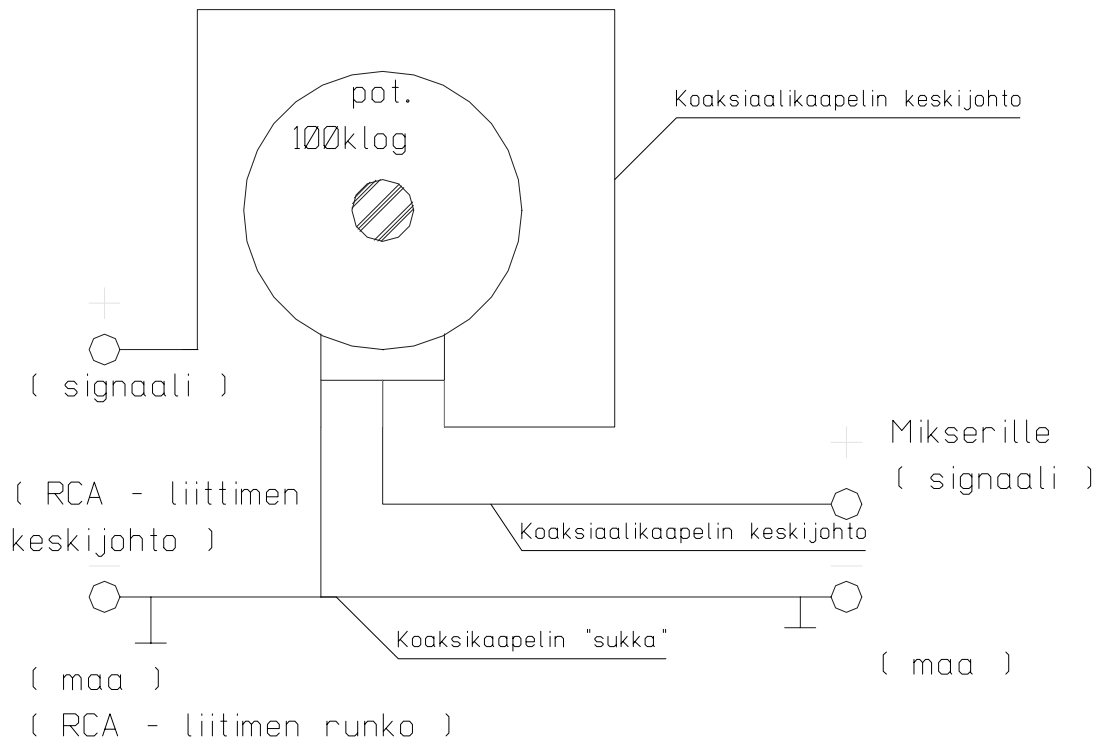 pot.
100klog
Koaksiaalikaapelin keskijohto
+
( signaali )
( RCA - liittimen
keskijohto )
+
Mikserille
( signaali )
Koaksiaalikaapelin keskijohto
Koaksikaapelin "sukka"
( maa )
( maa )
( RCA - liitimen runko )